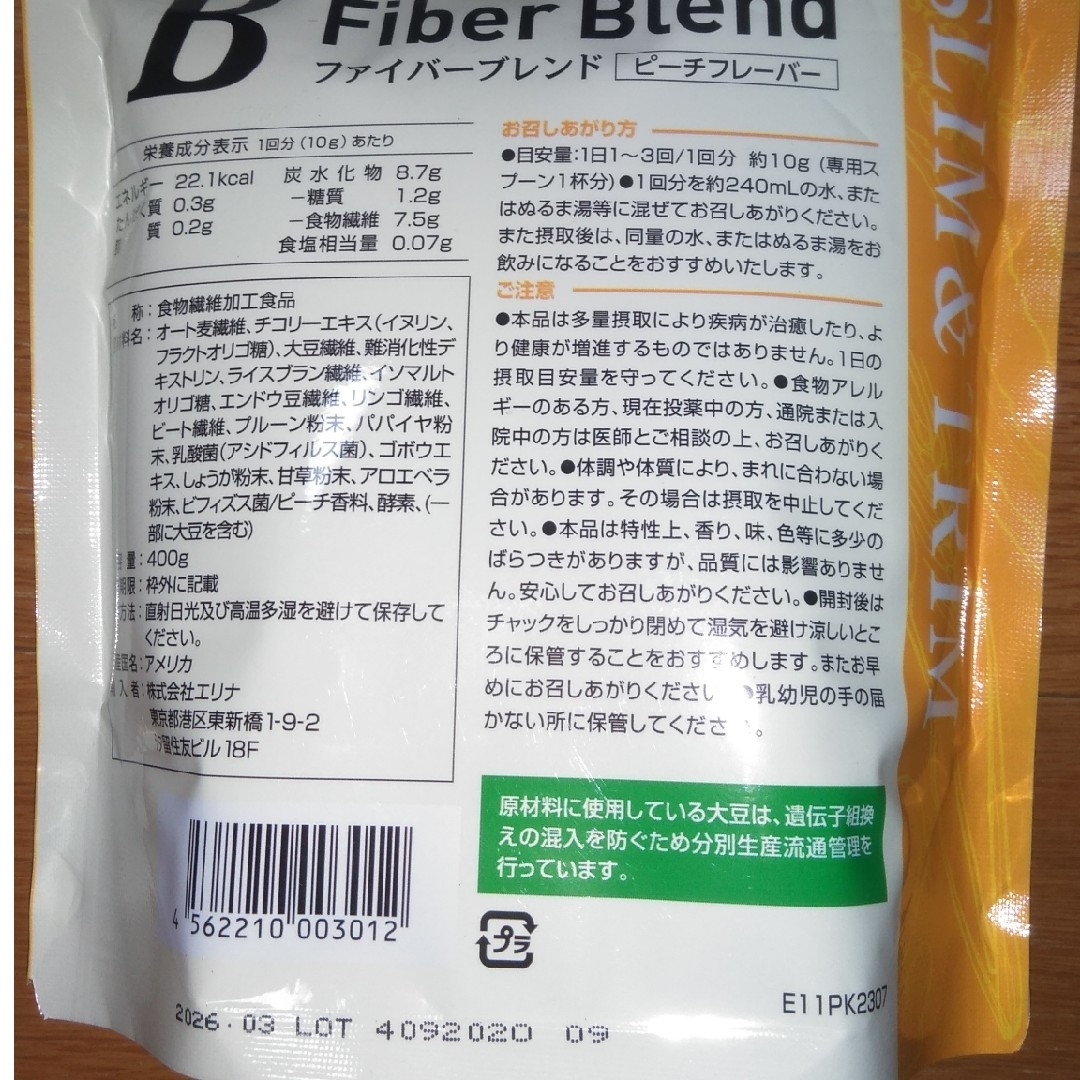 B Fiber Blend
ファイバーブレンド ピーチフレーバー
栄養成分表示 1回分(10g)あたり
エネルギー 22.1kcal
たんぱく質 0.3g
質 0.2g
炭水化物 8.7g
−糖質 1.2g
−食物繊維 7.5g
食塩相当量 0.07g
称:食物繊維加工食品
料名:オート麦繊維、チコリーエキス(イヌリン、
フラクトオリゴ糖)、大豆繊維、難消化性デ
キストリン、ライスブラン繊維、イソマルト
オリゴ糖、エンドウ豆繊維、リンゴ繊維、
ビート繊維、プルーン粉末、パパイヤ粉
末、乳酸菌(アシドフィルス菌)、ゴボウエ
キス、しょうが粉末、甘草粉末、アロエベラ
粉末、ビフィズス菌/ピーチ香料、酵素、(一
部に大豆を含む)
量:400g
期限:枠外に記載
方法:直射日光及び高温多湿を避けて保存して
ください。
産国名:アメリカ
入者:株式会社エリナ
東京都港区東新橋1-9-2
汐留住友ビル 18F
お召しあがり方
●目安量:1日1〜3回/1回分 約10g (専用ス
プーン1杯分) ●1回分を約240mLの水、また
はぬるま湯等に混ぜてお召しあがりください。
また摂取後は、同量の水、またはぬるま湯をお
飲みになることをおすすめいたします。
ご注意
●本品は多量摂取により疾病が治癒したり、よ
り健康が増進するものではありません。1日の
摂取目安量を守ってください。●食物アレル
ギーのある方、現在投薬中の方、通院または入
院中の方は医師とご相談の上、お召しあがりく
ださい。●体調や体質により、まれに合わない場
合があります。その場合は摂取を中止してくだ
さい。●本品は特性上、香り、味、色等に多少の
ばらつきがありますが、品質には影響ありませ
ん。安心してお召しあがりください。●開封後は
チャックをしっかり閉めて湿気を避け涼しいとこ
ろに保管することをおすすめします。またお早
めにお召しあがりください。●乳幼児の手の届
かない所に保管してください。
原材料に使用している大豆は、遺伝子組換
えの混入を防ぐため分別生産流通管理を
行っています。
4 562210 003012
プラ
E11PK2307
2026.03 LOT 4092020 09
SLIM & TRIM